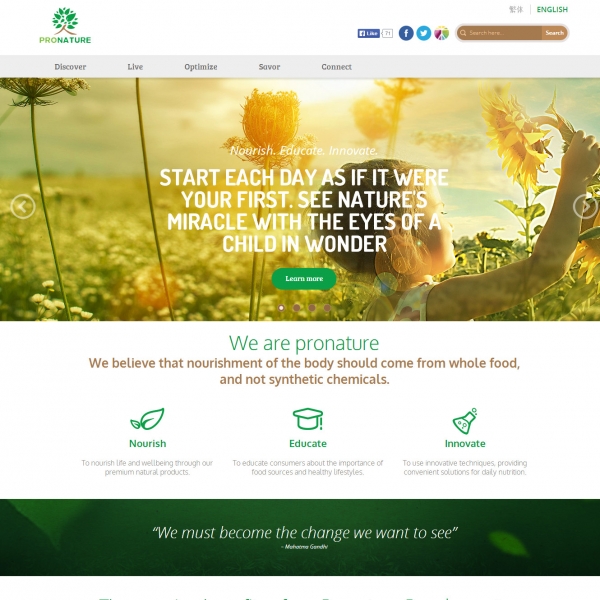 繁体
ENGLISH
PRONATURE
Like
71
Search here...
Search
Discover
Live
Optimize
Savor
Connect
Nourish. Educate. Innovate.
START EACH DAY AS IF IT WERE
YOUR FIRST. SEE NATURE'S
MIRACLE WITH THE EYES OF A
CHILD IN WONDER
Learn more
We are pronature
We believe that nourishment of the body should come from whole food,
and not synthetic chemicals.
Nourish
To nourish life and wellbeing through our
premium natural products.
Educate
To educate consumers about the importance of
food sources and healthy lifestyles.
Innovate
To use innovative techniques, providing
convenient solutions for daily nutrition.
“We must become the change we want to see”
– Mahatma Gandhi